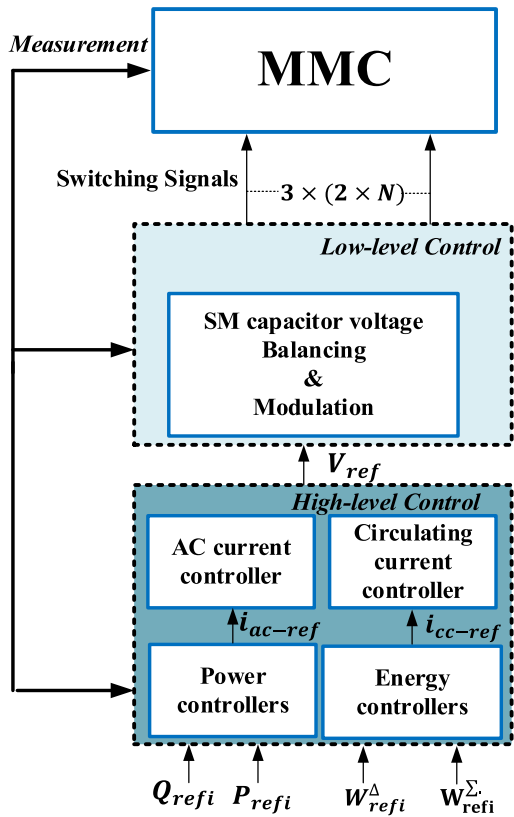 Measurement
MMC
Switching Signals
3 × (2 × N)
Low-level Control
SM capacitor voltage
Balancing
&
Modulation
V_ref
High-level Control
AC current
controller
Circulating
current
controller
i_ac−ref
i_cc−ref
Power
controllers
Energy
controllers
Q_refi
P_refi
W^Δ_refi
W^Σ._refi